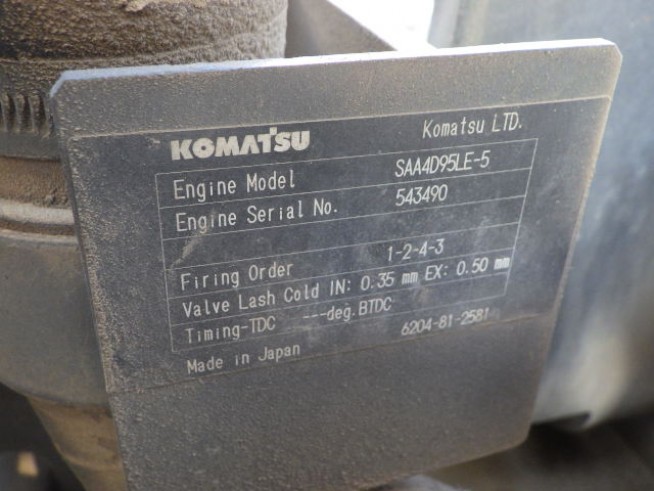 KOMATSU Komatsu LTD.
Engine Model SAA4D95LE-5
Engine Serial No. 543490
Firing Order 1-2-4-3
Valve Lash Cold IN: 0.35 mm EX: 0.50 mm
Timing-TDC ---deg.BTDC
Made in Japan 6204-81-2581